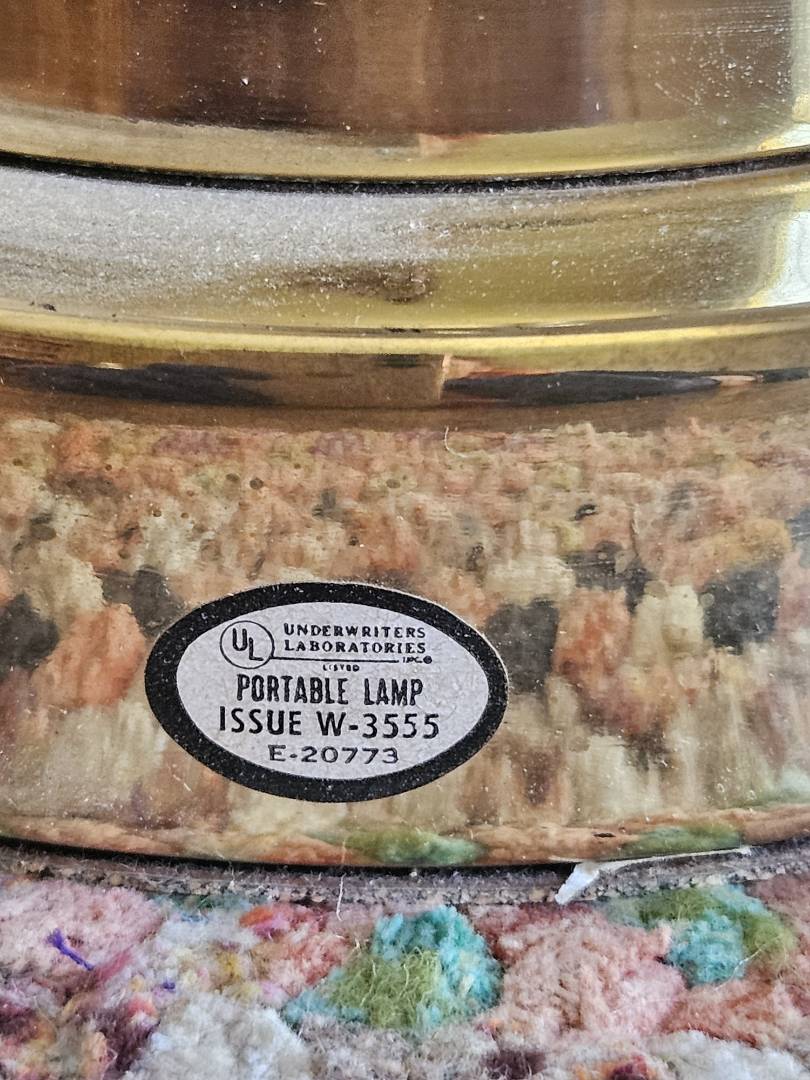 UL
UNDERWRITERS
LABORATORIES
INC.®
LISTED
PORTABLE LAMP
ISSUE W-3555
E-20773